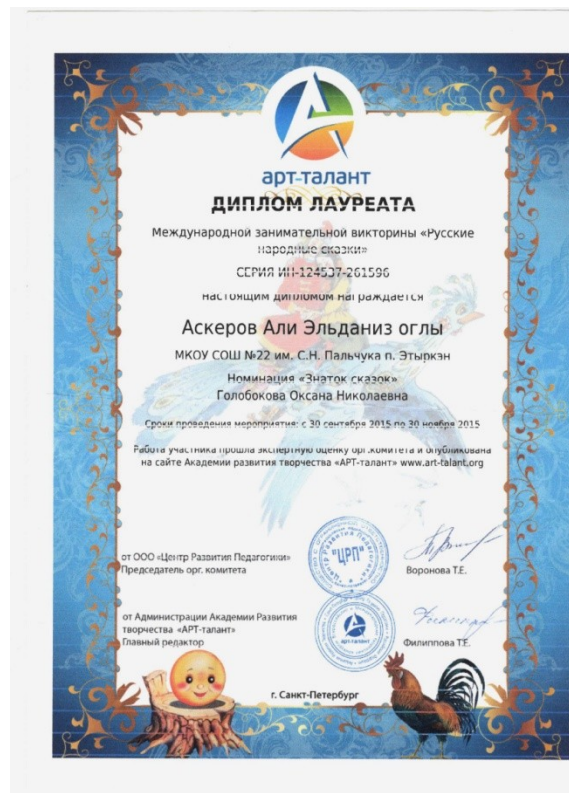 арт-талант
ДИПЛОМ ЛАУРЕАТА
Международной занимательной викторины «Русские
народные сказки»
СЕРИЯ ИН-124537-261596
настоящим дипломом награждается
Аскеров Али Эльданиз оглы
МКОУ СОШ №22 им. С.Н. Пальчука п. Этыркэн
Номинация «Знаток сказок»
Голобокова Оксана Николаевна
Сроки проведения мероприятия: с 30 сентября 2015 по 30 ноября 2015
Работа участника прошла экспертную оценку орг.комитета и опубликована
на сайте Академии развития творчества «АРТ-талант» www.art-talant.org
от ООО «Центр Развития Педагогики»
Председатель орг. комитета
"ЦРП"
Воронова Т.Е.
от Администрации Академии Развития
творчества «АРТ-талант»
Главный редактор
арт-талант
Филиппова Т.Е.
г. Санкт-Петербург